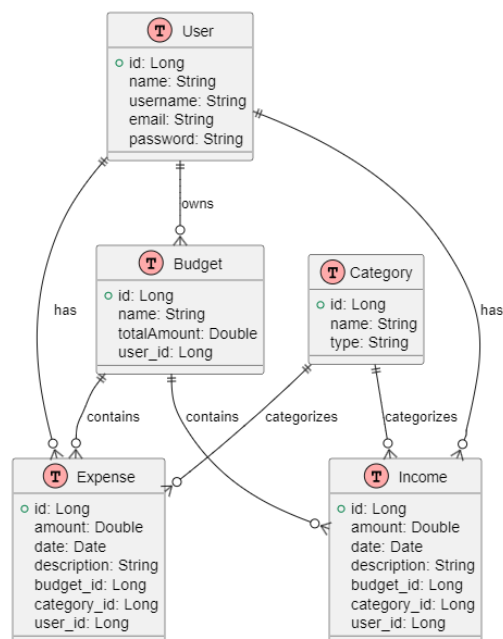 T User
id: Long
name: String
username: String
email: String
password: String
owns
has
has
T Budget
id: Long
name: String
totalAmount: Double
user_id: Long
T Category
id: Long
name: String
type: String
contains
contains
categorizes
categorizes
T Expense
id: Long
amount: Double
date: Date
description: String
budget_id: Long
category_id: Long
user_id: Long
T Income
id: Long
amount: Double
date: Date
description: String
budget_id: Long
category_id: Long
user_id: Long